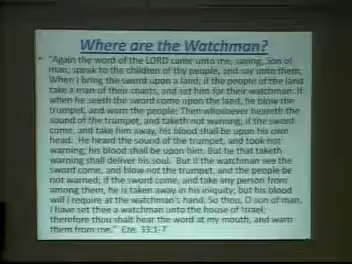 Where are the Watchman?
• "Again the word of the LORD came unto me, saying, Son of
man, speak to the children of thy people, and say unto them,
When I bring the sword upon a land, if the people of the land
take a man of their coasts, and set him for their watchman: If
when he seeth the sword come upon the land, he blow the
trumpet, and warn the people; Then whosoever heareth the
sound of the trumpet, and taketh not warning; if the sword
come, and take him away, his blood shall be upon his own
head. He heard the sound of the trumpet, and took not
warning; his blood shall be upon him. But he that taketh
warning shall deliver his soul. But if the watchman see the
sword come, and blow not the trumpet, and the people be
not warned; if the sword come, and take any person from
among them, he is taken away in his iniquity; but his blood
will I require at the watchman's hand. So thou, O son of man,
I have set thee a watchman unto the house of Israel;
therefore thou shalt hear the word at my mouth, and warn
them from me." Eze. 33:1-7